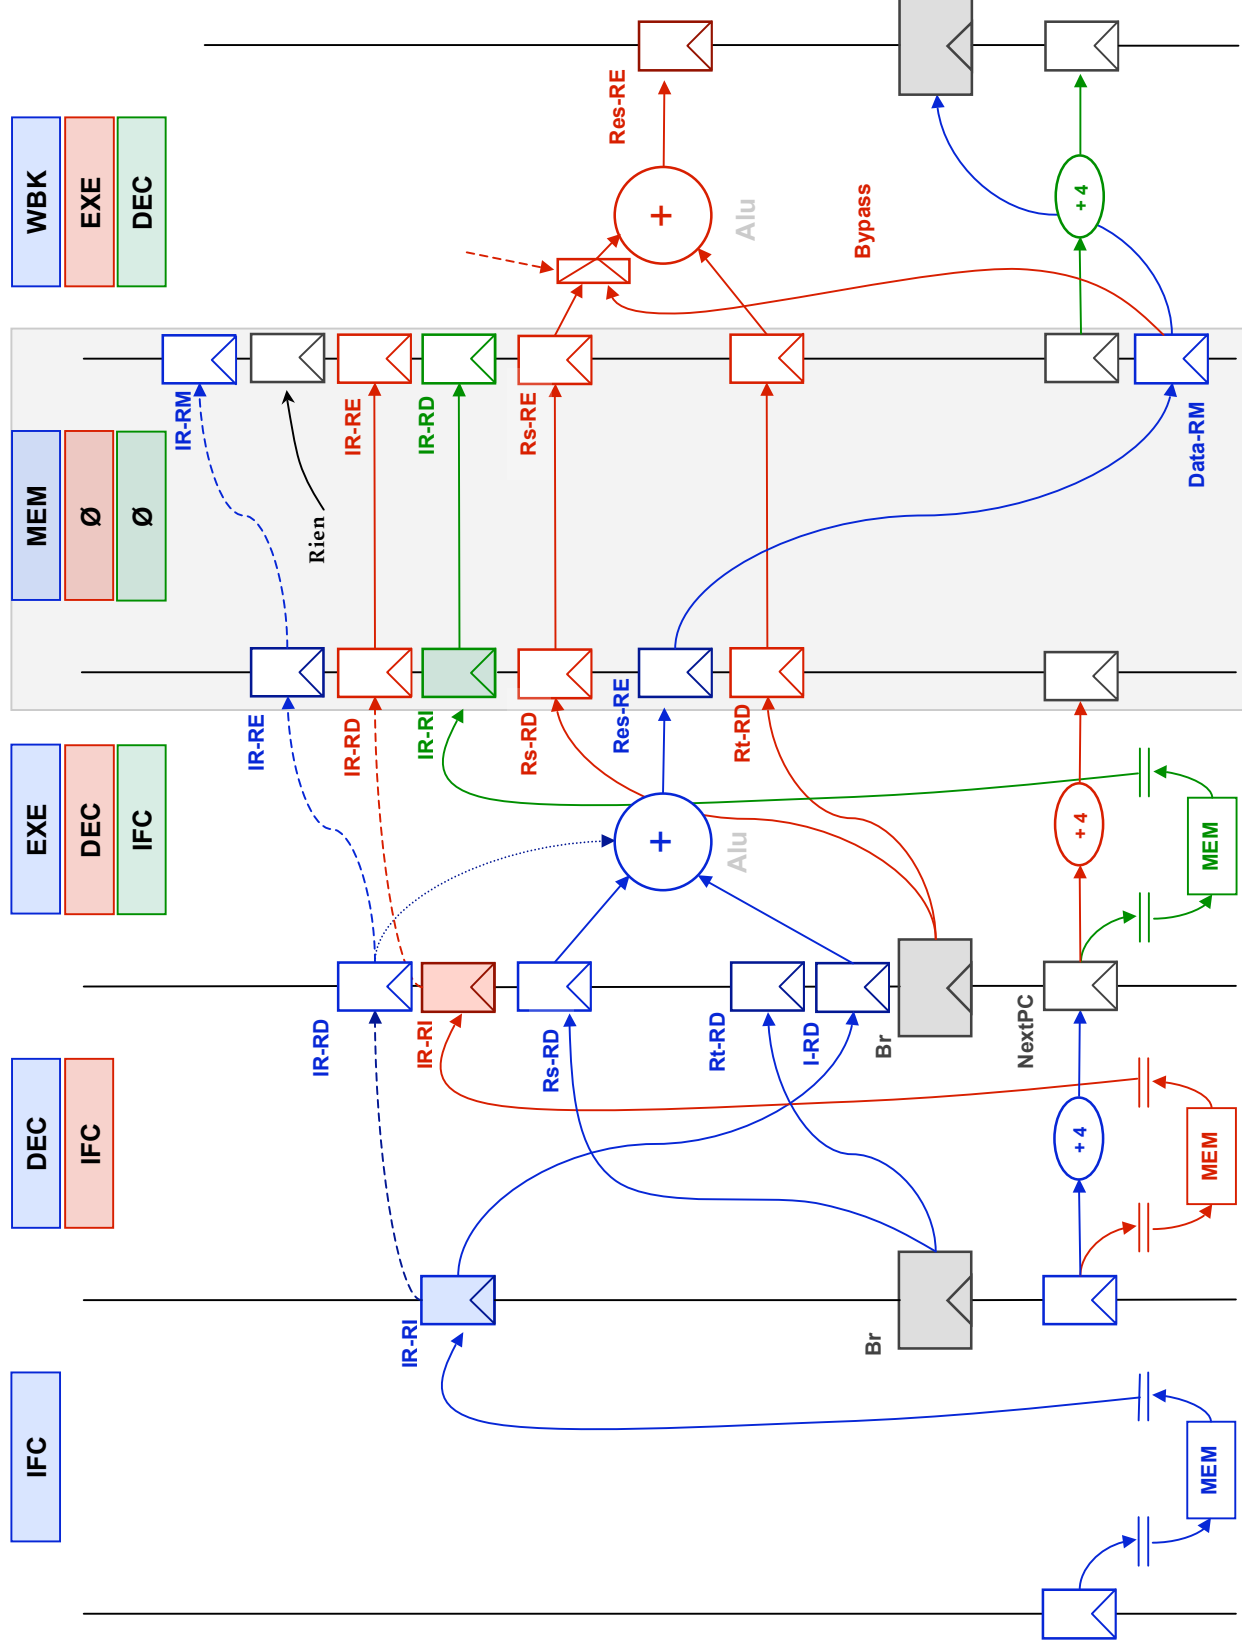 IFC
DEC
EXE
MEM
WBK
IFC
DEC
Ø
EXE
IFC
Ø
DEC
IR-RM
IR-RE
Rien
IR-RD
IR-RD
IR-RE
IR-RI
IR-RI
IR-RI
IR-RD
Rs-RD
Rs-RD
Rs-RE
Res-RE
Res-RE
+
+
Rt-RD
Alu
Rt-RD
Alu
I-RD
Bypass
Br
Br
NextPC
+ 4
+ 4
+ 4
Data-RM
MEM
MEM
MEM